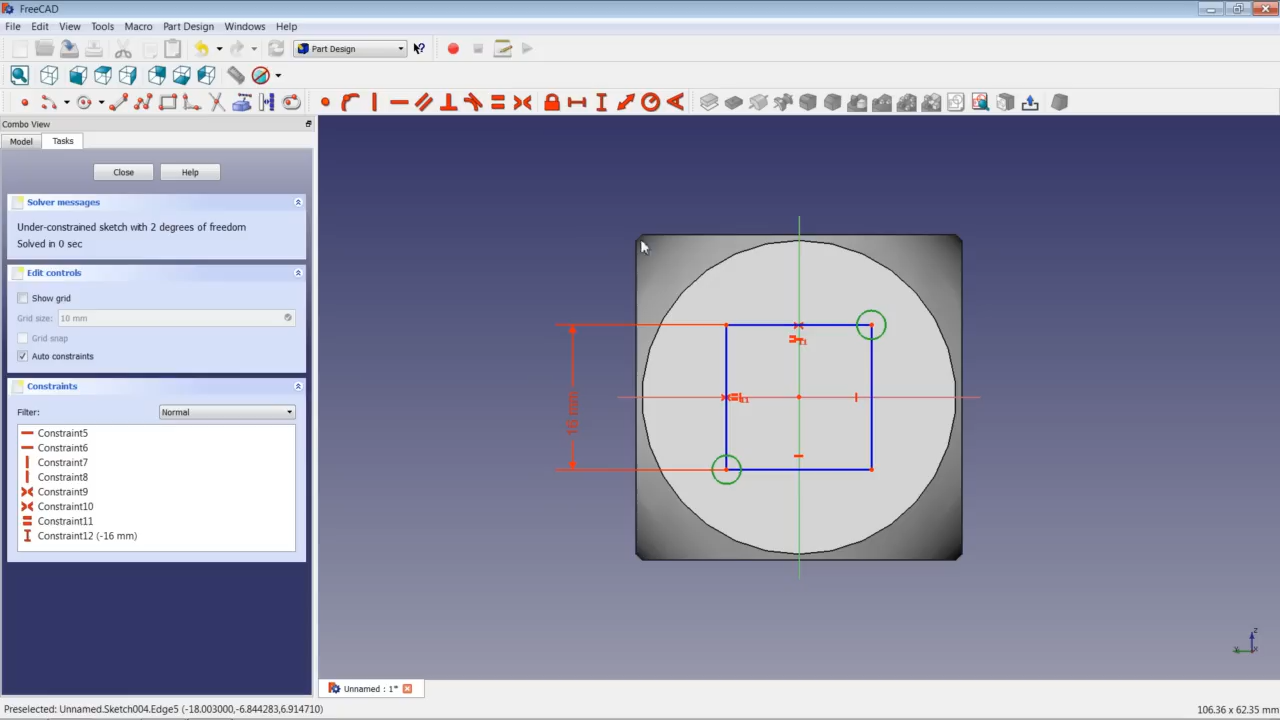 FreeCAD
File Edit View Tools Macro Part Design Windows Help
Part Design
Combo View
Model Tasks
Close Help
Solver messages
Under-constrained sketch with 2 degrees of freedom
Solved in 0 sec
Edit controls
Show grid
Grid size: 10 mm
Grid snap
Auto constraints
Constraints
Filter: Normal
Constraint5
Constraint6
Constraint7
Constraint8
Constraint9
Constraint10
Constraint11
Constraint12 (-16 mm)
z
y x
Unnamed : 1*
Preselected: Unnamed.Sketch004.Edge5 (-18.003000,-6.844283,6.914710)
106.36 x 62.35 mm